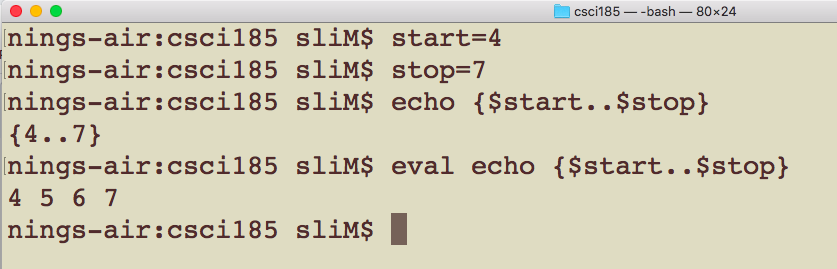 csci185 — -bash — 80×24
nings-air:csci185 sliM$ start=4
nings-air:csci185 sliM$ stop=7
nings-air:csci185 sliM$ echo {$start..$stop}
{4..7}
nings-air:csci185 sliM$ eval echo {$start..$stop}
4 5 6 7
nings-air:csci185 sliM$